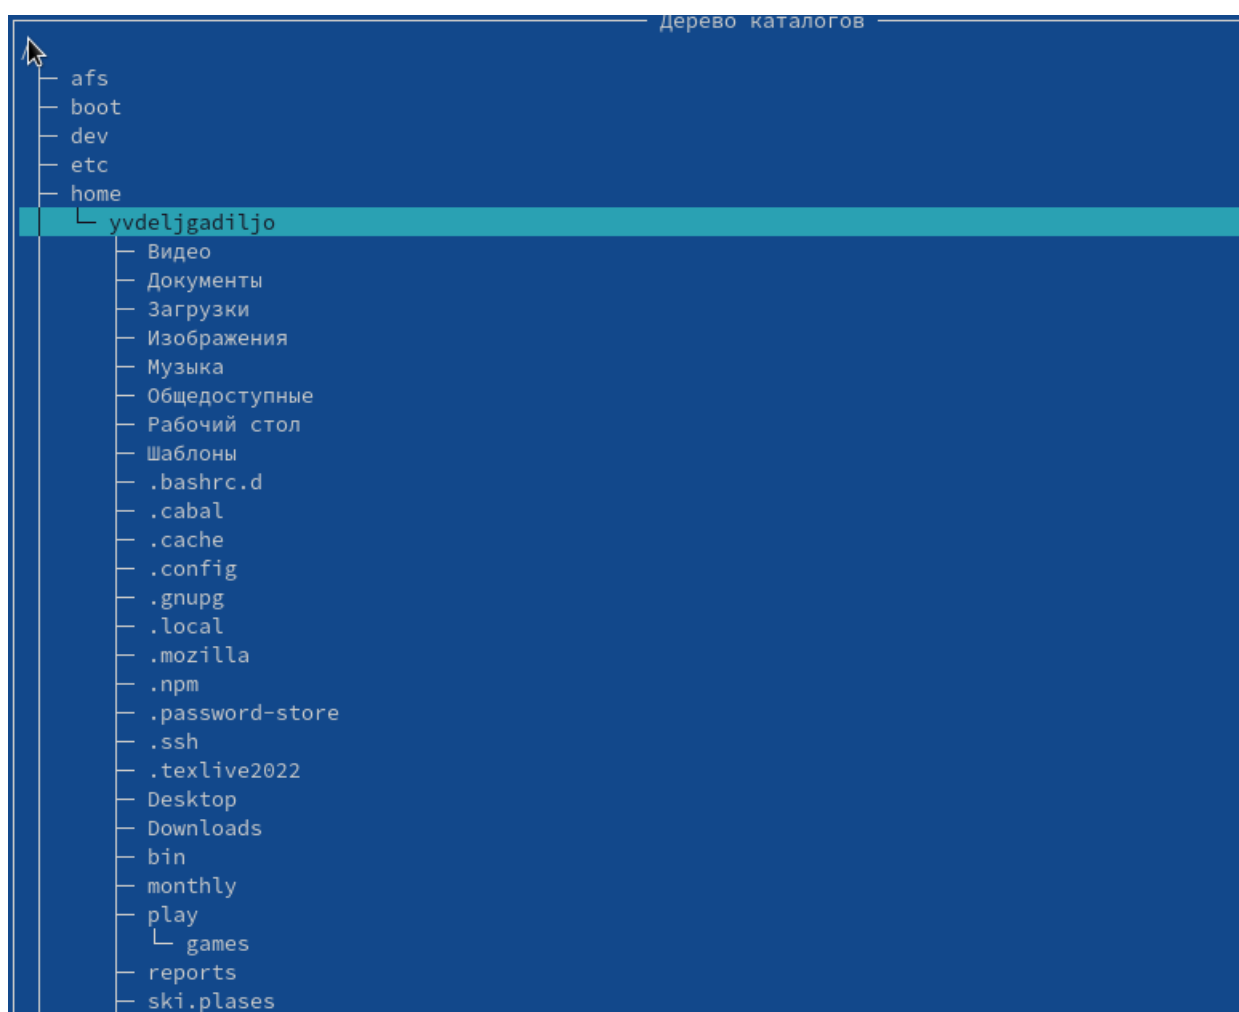 Дерево каталогов
/
afs
boot
dev
etc
home
yvdeljgadiljo
Видео
Документы
Загрузки
Изображения
Музыка
Общедоступные
Рабочий стол
Шаблоны
.bashrc.d
.cabal
.cache
.config
.gnupg
.local
.mozilla
.npm
.password-store
.ssh
.texlive2022
Desktop
Downloads
bin
monthly
play
games
reports
ski.plases